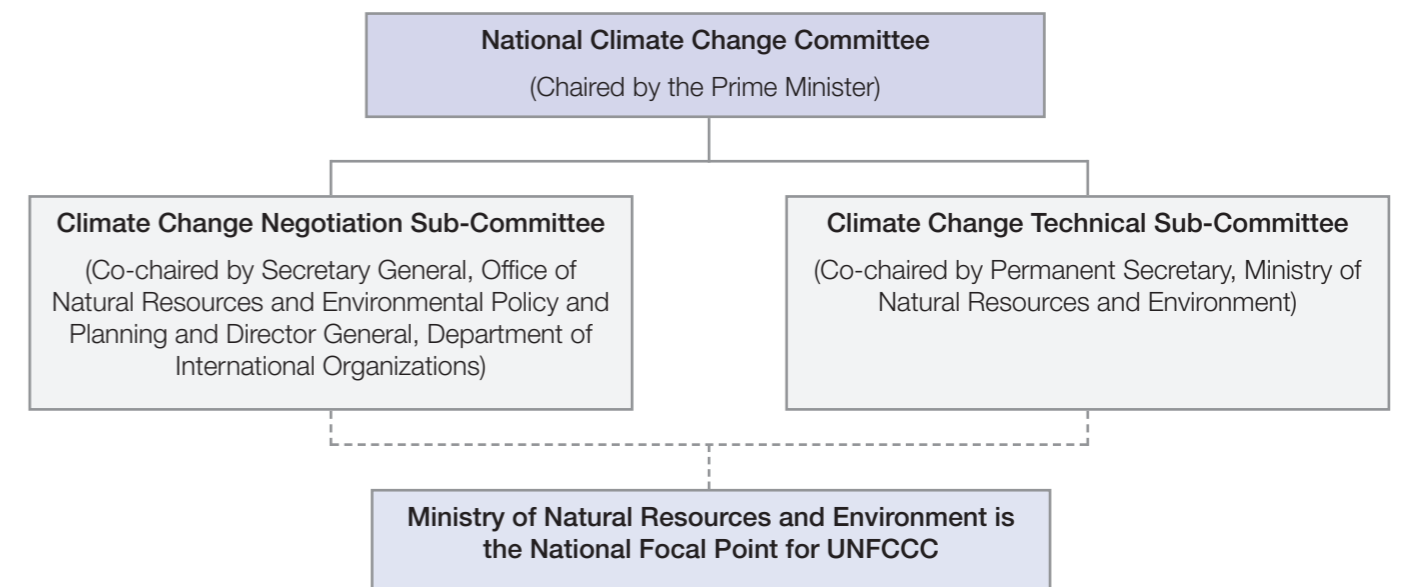 National Climate Change Committee
(Chaired by the Prime Minister)
Climate Change Negotiation Sub-Committee
(Co-chaired by Secretary General, Office of
Natural Resources and Environmental Policy and
Planning and Director General, Department of
International Organizations)
Climate Change Technical Sub-Committee
(Co-chaired by Permanent Secretary, Ministry of
Natural Resources and Environment)
Ministry of Natural Resources and Environment is
the National Focal Point for UNFCCC